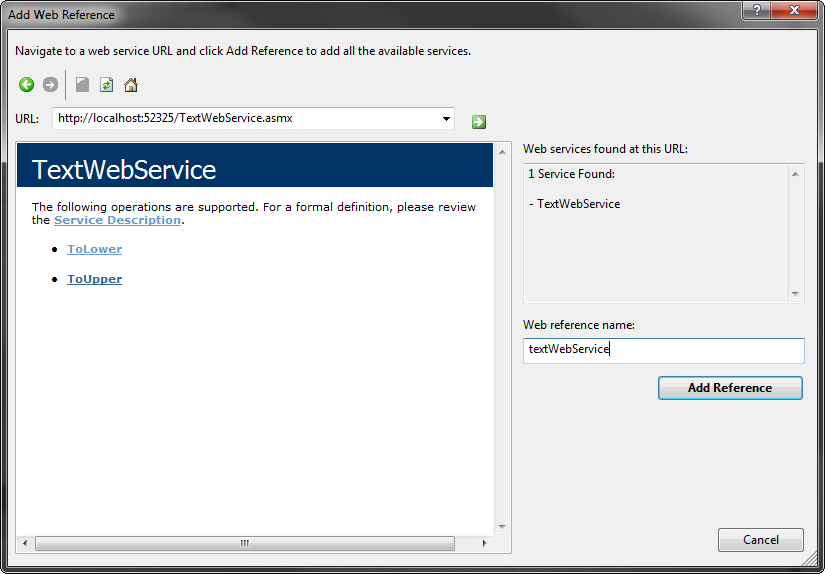 Add Web Reference
?
Navigate to a web service URL and click Add Reference to add all the available services.
URL:
http://localhost:52325/TextWebService.asmx
TextWebService
The following operations are supported. For a formal definition, please review
the Service Description.
• ToLower
• ToUpper
Web services found at this URL:
1 Service Found:
- TextWebService
Web reference name:
textWebService
Add Reference
Cancel